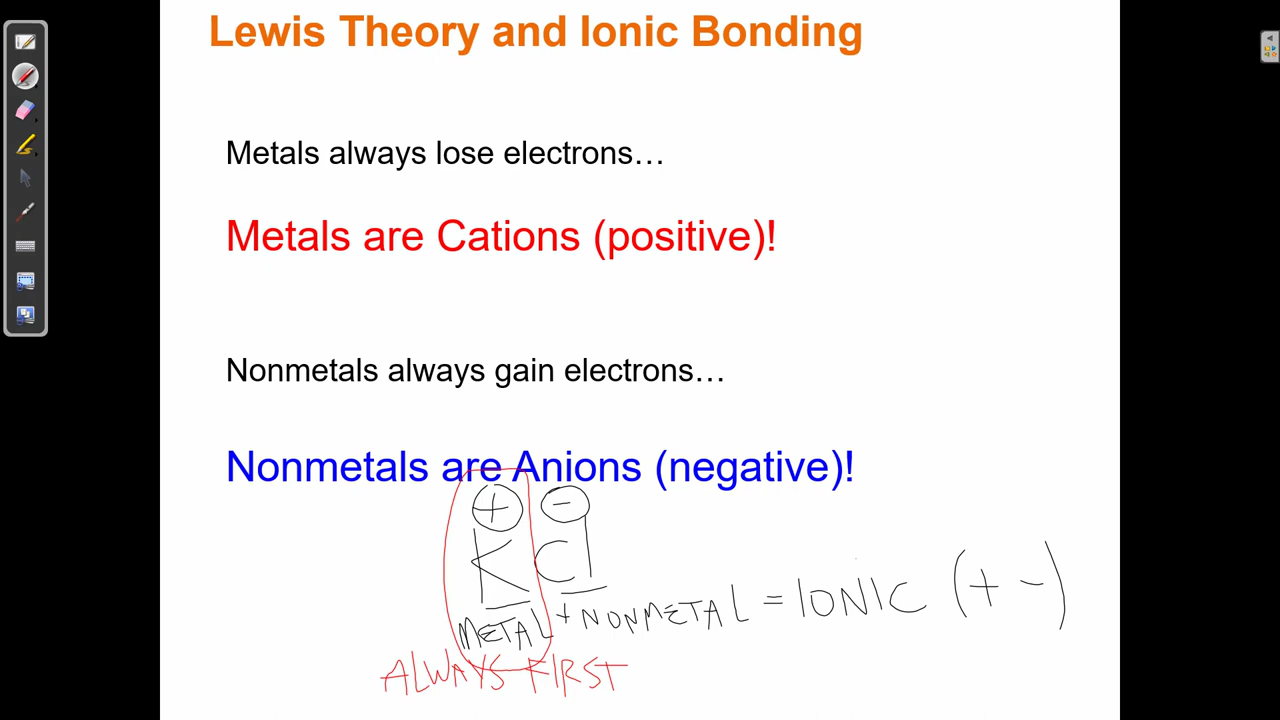 Lewis Theory and Ionic Bonding
Metals always lose electrons…
Metals are Cations (positive)!
Nonmetals always gain electrons…
Nonmetals are Anions (negative)!
+ −
K Cl
METAL + NONMETAL = IONIC (+ −)
ALWAYS FIRST